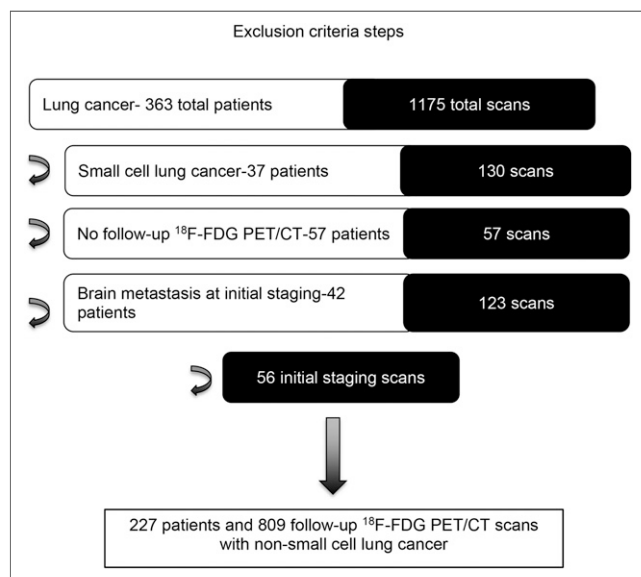 Exclusion criteria steps
Lung cancer- 363 total patients 1175 total scans
Small cell lung cancer-37 patients 130 scans
No follow-up ¹⁸F-FDG PET/CT-57 patients 57 scans
Brain metastasis at initial staging-42
patients
123 scans
56 initial staging scans
227 patients and 809 follow-up ¹⁸F-FDG PET/CT scans
with non-small cell lung cancer